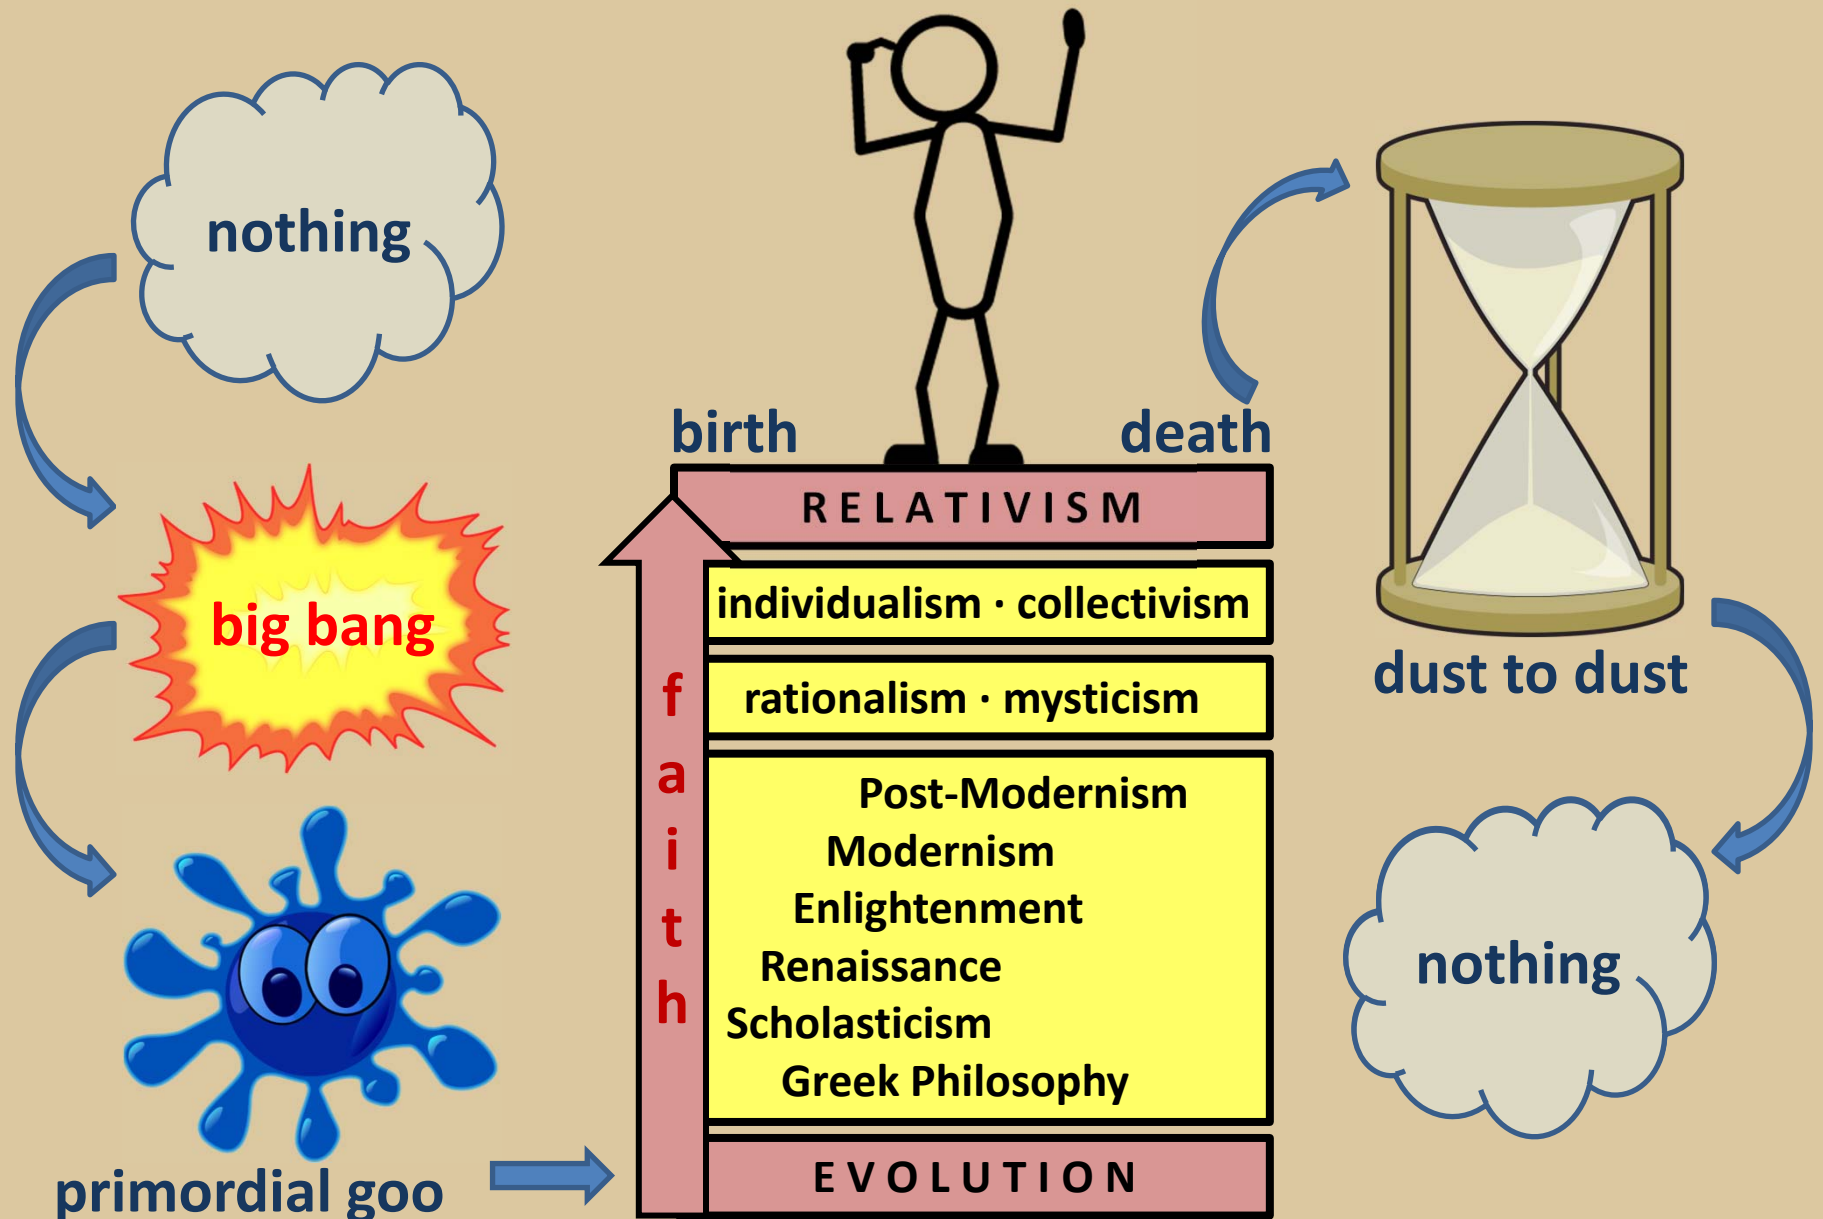 nothing
big bang
primordial goo
birth
death
RELATIVISM
individualism · collectivism
rationalism · mysticism
Post-Modernism
Modernism
Enlightenment
Renaissance
Scholasticism
Greek Philosophy
EVOLUTION
faith
dust to dust
nothing